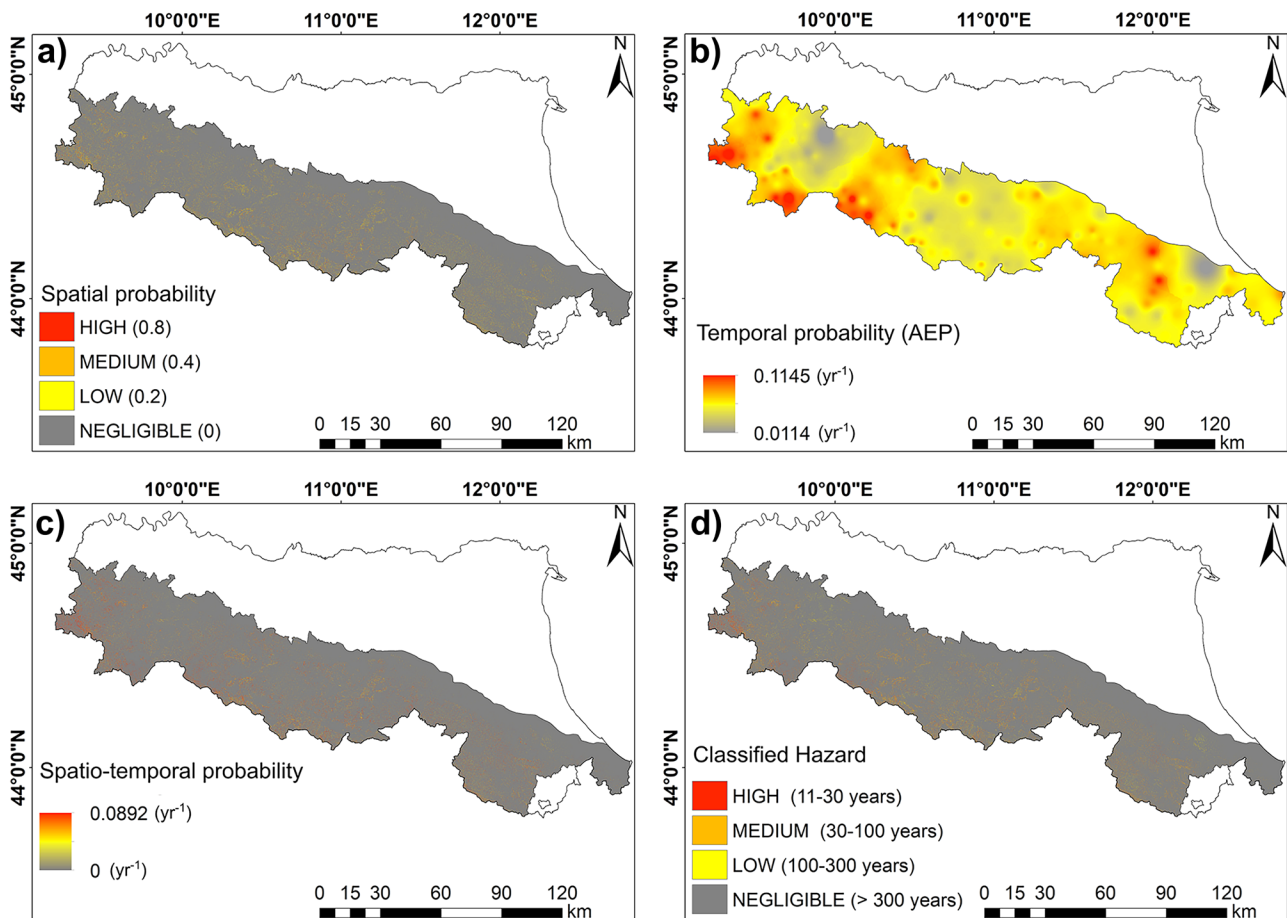 10°0'0"E 11°0'0"E 12°0'0"E
a)
N
45°0'0"N
44°0'0"N
Spatial probability
HIGH (0.8)
MEDIUM (0.4)
LOW (0.2)
NEGLIGIBLE (0)
0 15 30 60 90 120
km
10°0'0"E 11°0'0"E 12°0'0"E
b)
N
45°0'0"N
44°0'0"N
Temporal probability (AEP)
0.1145 (yr-1)
0.0114 (yr-1)
0 15 30 60 90 120
km
10°0'0"E 11°0'0"E 12°0'0"E
c)
N
45°0'0"N
44°0'0"N
Spatio-temporal probability
0.0892 (yr-1)
0 (yr-1)
0 15 30 60 90 120
km
10°0'0"E 11°0'0"E 12°0'0"E
d)
N
45°0'0"N
44°0'0"N
Classified Hazard
HIGH (11-30 years)
MEDIUM (30-100 years)
LOW (100-300 years)
NEGLIGIBLE (> 300 years)
0 15 30 60 90 120
km